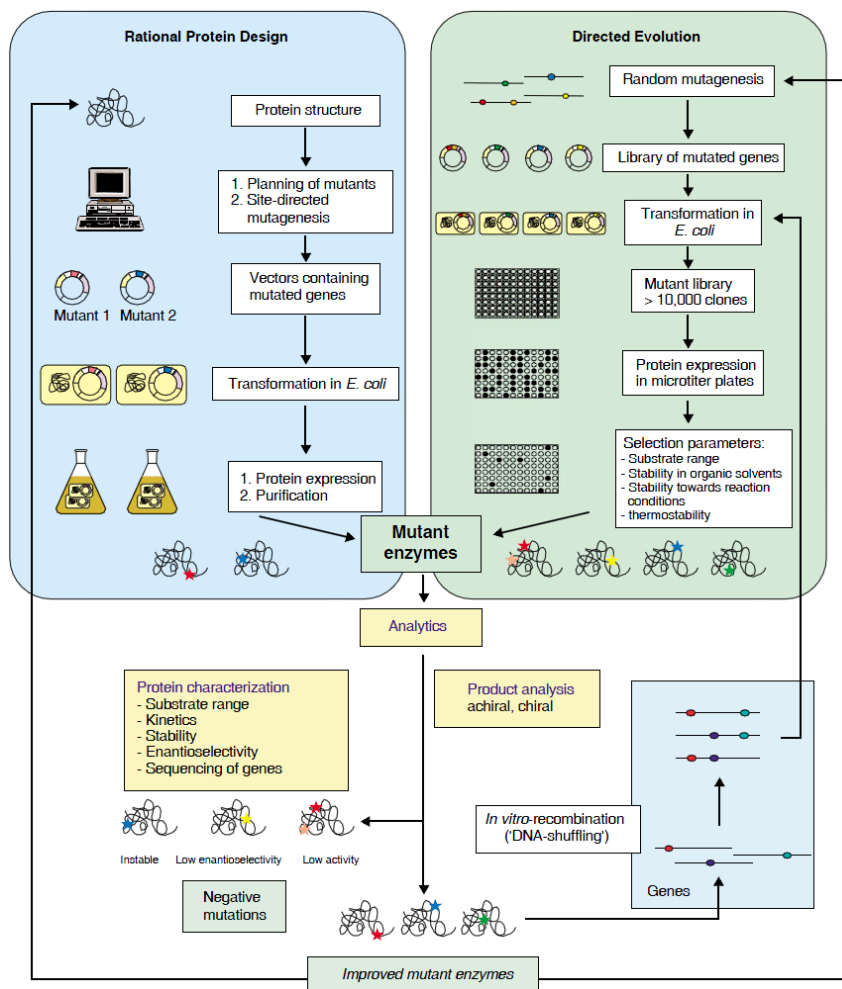 Rational Protein Design
Protein structure
1. Planning of mutants
2. Site-directed
mutagenesis
Vectors containing
mutated genes
Mutant 1 Mutant 2
Transformation in E. coli
1. Protein expression
2. Purification
Directed Evolution
Random mutagenesis
Library of mutated genes
Transformation in
E. coli
Mutant library
> 10,000 clones
Protein expression
in microtiter plates
Selection parameters:
- Substrate range
- Stability in organic solvents
- Stability towards reaction
conditions
- thermostability
Mutant
enzymes
Analytics
Protein characterization
- Substrate range
- Kinetics
- Stability
- Enantioselectivity
- Sequencing of genes
Product analysis
achiral, chiral
Instable Low enantioselectivity Low activity
Negative
mutations
In vitro-recombination
('DNA-shuffling')
Genes
Improved mutant enzymes